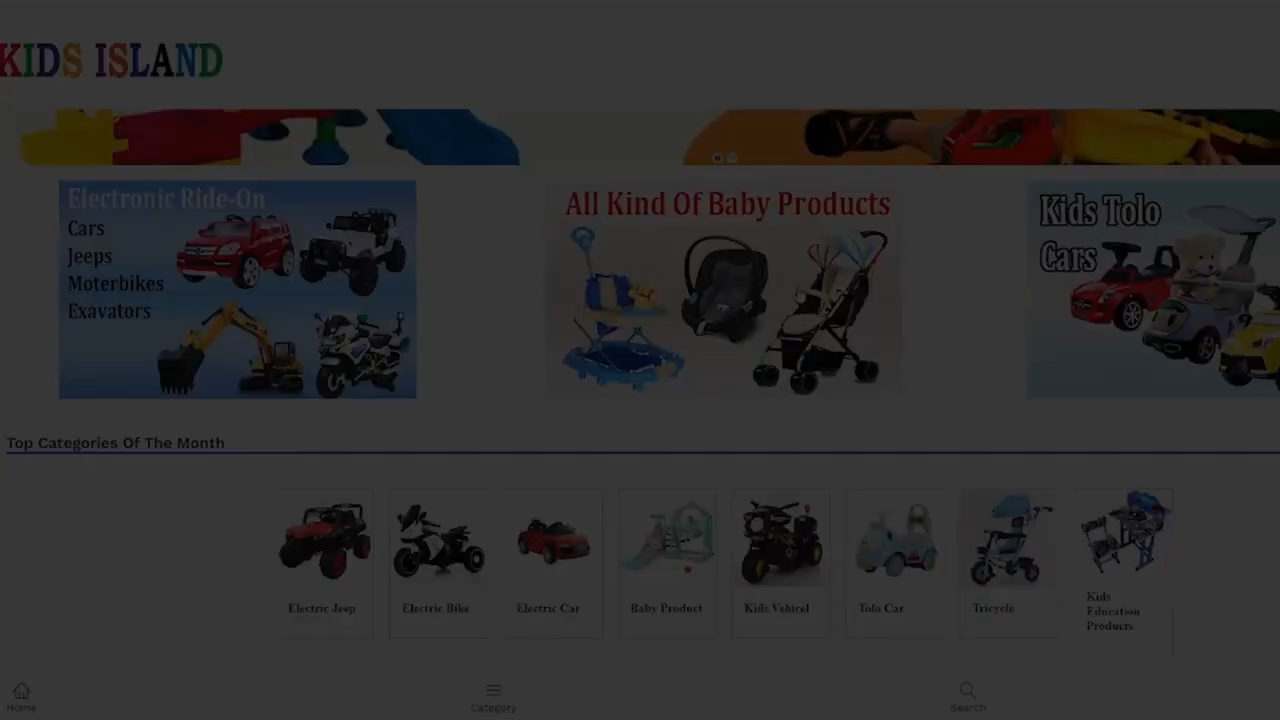 KIDS ISLAND
Electronic Ride-On
Cars
Jeeps
Moterbikes
Exavators
All Kind Of Baby Products
Kids Tolo
Cars
Top Categories Of The Month
Electric Jeep
Electric Bike
Electric Car
Baby Product
Kids Vehicel
Tolo Car
Tricycle
Kids
Education
Products
Home
Category
Search